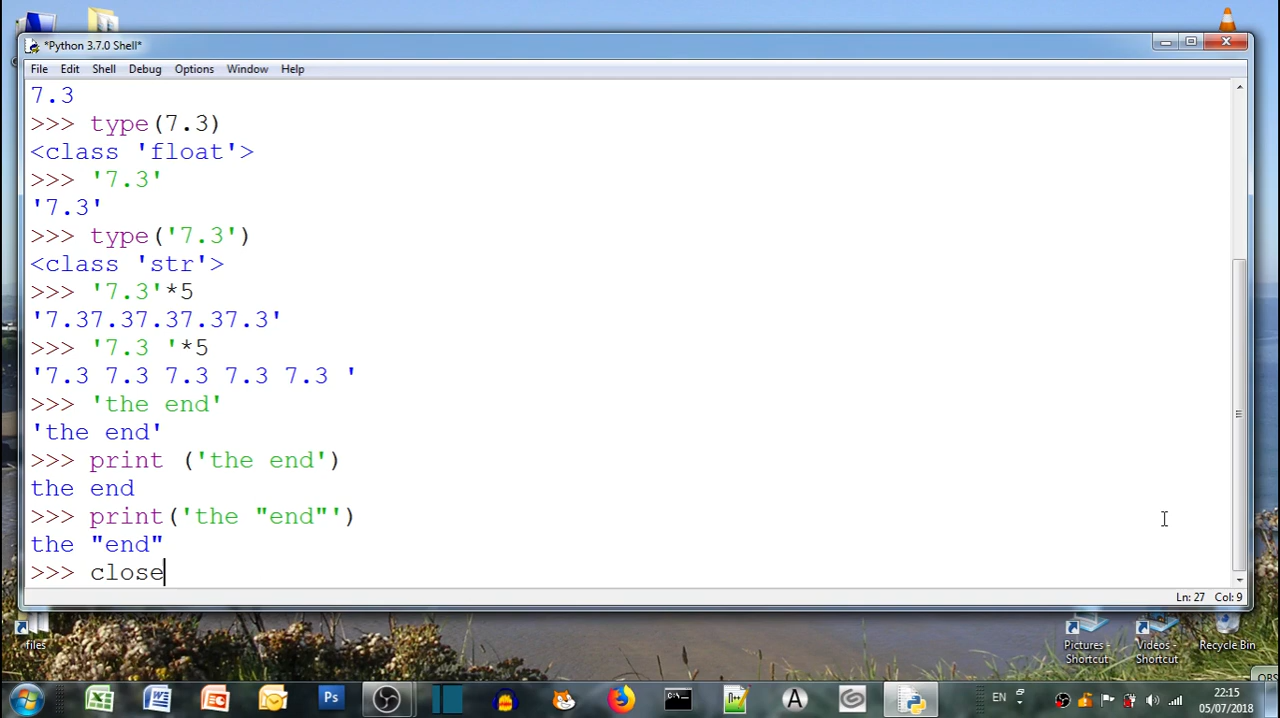 *Python 3.7.0 Shell*
File Edit Shell Debug Options Window Help
7.3
>>> type(7.3)
<class 'float'>
>>> '7.3'
'7.3'
>>> type('7.3')
<class 'str'>
>>> '7.3'*5
'7.37.37.37.37.3'
>>> '7.3 '*5
'7.3 7.3 7.3 7.3 7.3 '
>>> 'the end'
'the end'
>>> print ('the end')
the end
>>> print('the "end"')
the "end"
>>> close
Ln: 27 Col: 9
files
Pictures - Shortcut
Videos - Shortcut
Recycle Bin
OBS
Ps
A
EN
22:15
05/07/2018